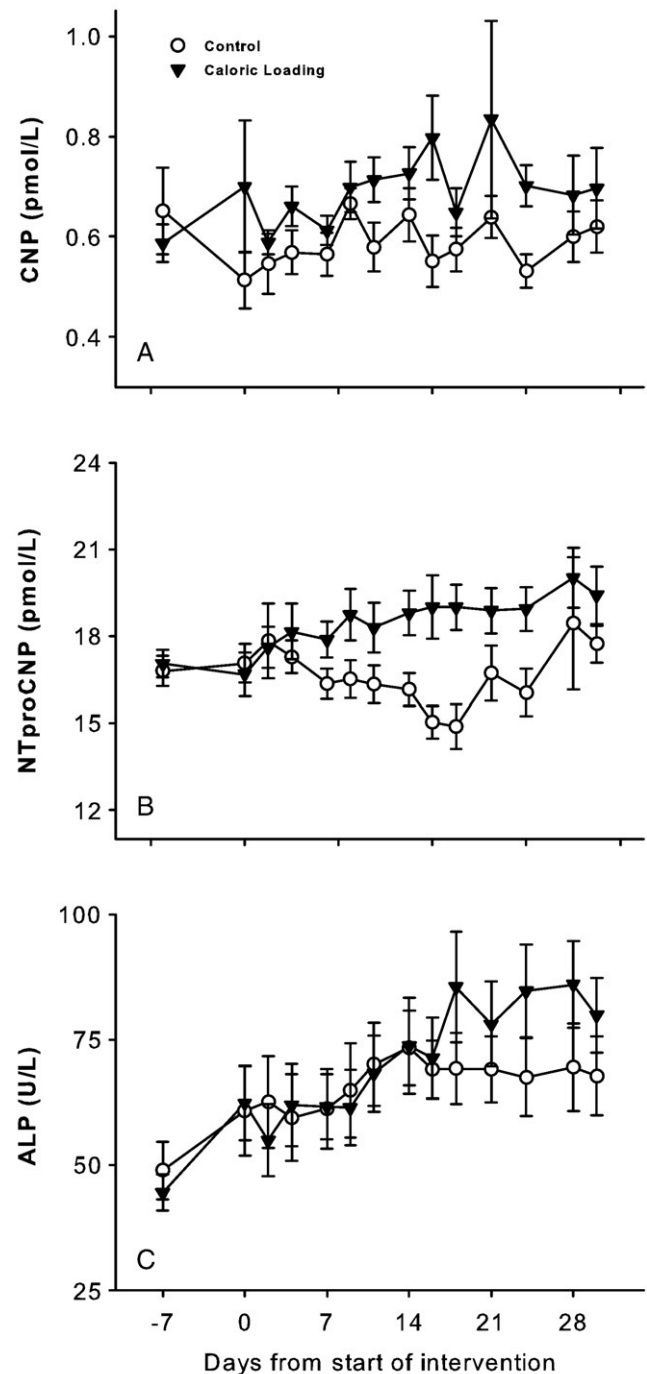 1.0
Control
Caloric Loading
0.8
CNP (pmol/L)
0.6
0.4
A
24
21
NTproCNP (pmol/L)
18
15
12
B
100
75
ALP (U/L)
50
C
25
-7 0 7 14 21 28
Days from start of intervention